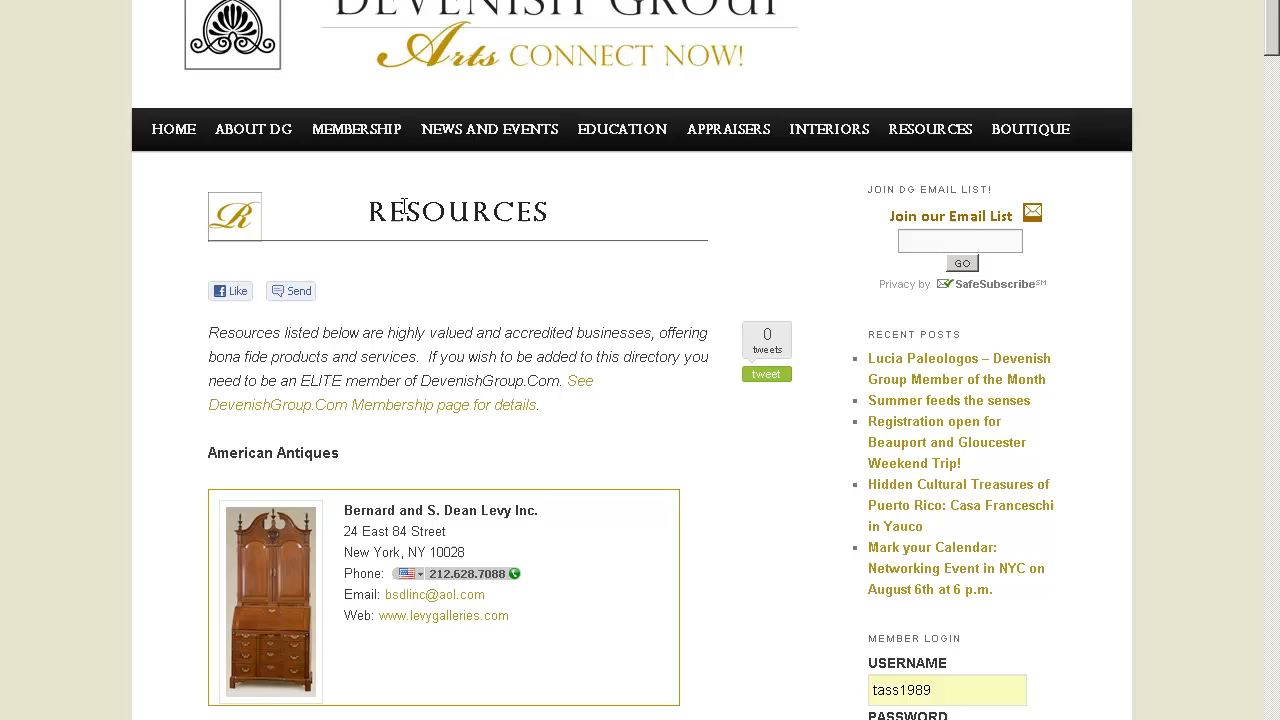 DEVENISH GROUP
Arts CONNECT NOW!
HOME ABOUT DG MEMBERSHIP NEWS AND EVENTS EDUCATION APPRAISERS INTERIORS RESOURCES BOUTIQUE
R
RESOURCES
Like Send
Resources listed below are highly valued and accredited businesses, offering
bona fide products and services. If you wish to be added to this directory you
need to be an ELITE member of DevenishGroup.Com. See
DevenishGroup.Com Membership page for details.
0
tweets
tweet
American Antiques
Bernard and S. Dean Levy Inc.
24 East 84 Street
New York, NY 10028
Phone: 212.628.7088
Email: bsdlinc@aol.com
Web: www.levygalleries.com
JOIN DG EMAIL LIST!
Join our Email List
GO
Privacy by SafeSubscribe℠
RECENT POSTS
Lucia Paleologos – Devenish
Group Member of the Month
Summer feeds the senses
Registration open for
Beauport and Gloucester
Weekend Trip!
Hidden Cultural Treasures of
Puerto Rico: Casa Franceschi
in Yauco
Mark your Calendar:
Networking Event in NYC on
August 6th at 6 p.m.
MEMBER LOGIN
USERNAME
tass1989
PASSWORD